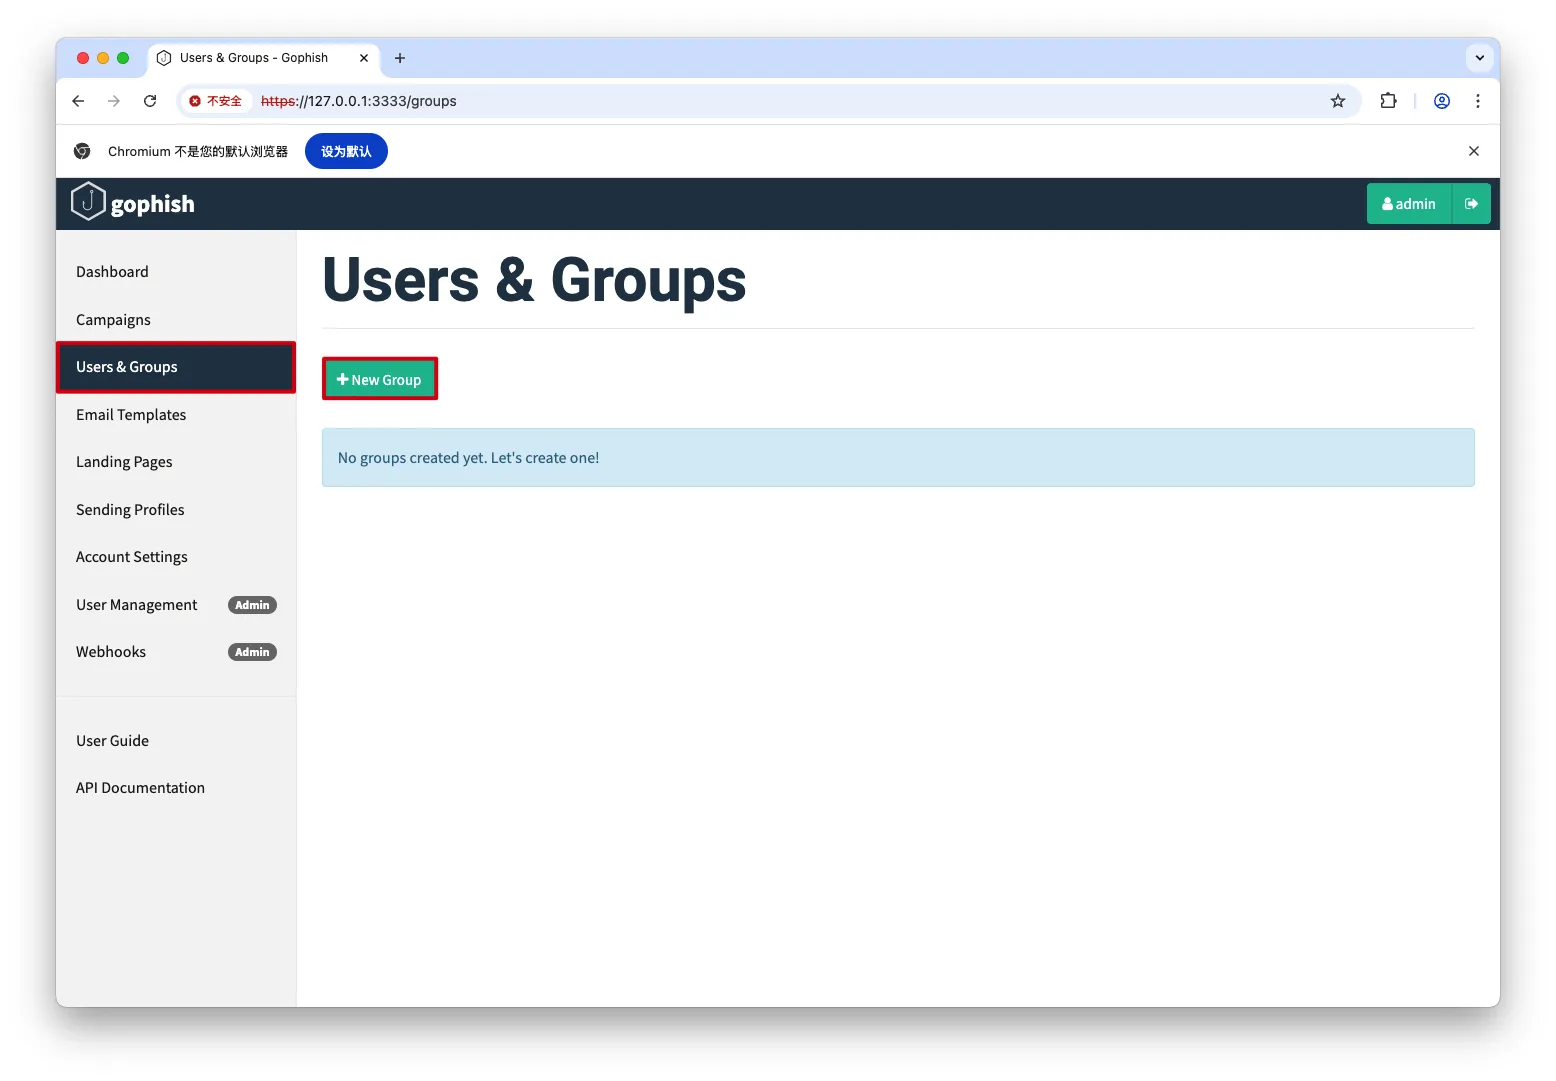 Users & Groups - Gophish
不安全 https://127.0.0.1:3333/groups
Chromium 不是您的默认浏览器 设为默认
gophish
admin
Dashboard
Campaigns
Users & Groups
Email Templates
Landing Pages
Sending Profiles
Account Settings
User Management Admin
Webhooks Admin
User Guide
API Documentation
Users & Groups
New Group
No groups created yet. Let's create one!